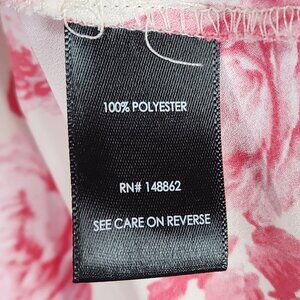 100% POLYESTER
RN# 148862
SEE CARE ON REVERSE